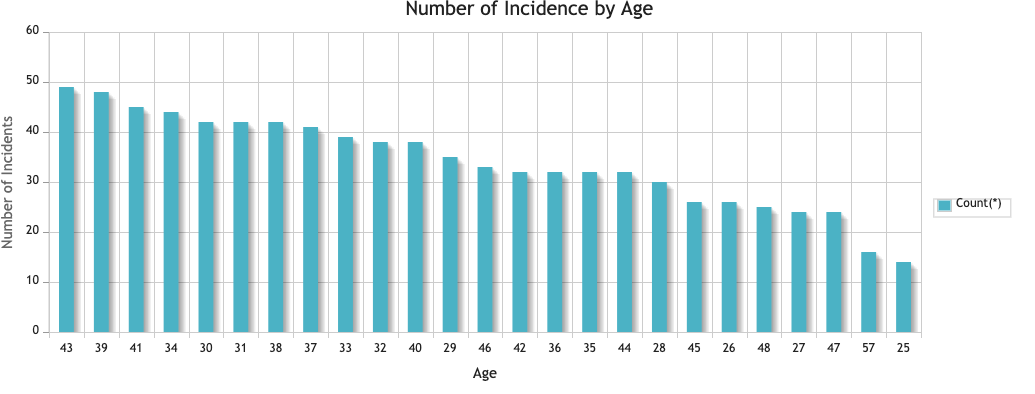 Number of Incidence by Age
Number of Incidents
60
50
40
30
20
10
0
43 39 41 34 30 31 38 37 33 32 40 29 46 42 36 35 44 28 45 26 48 27 47 57 25
Age
Count(*)